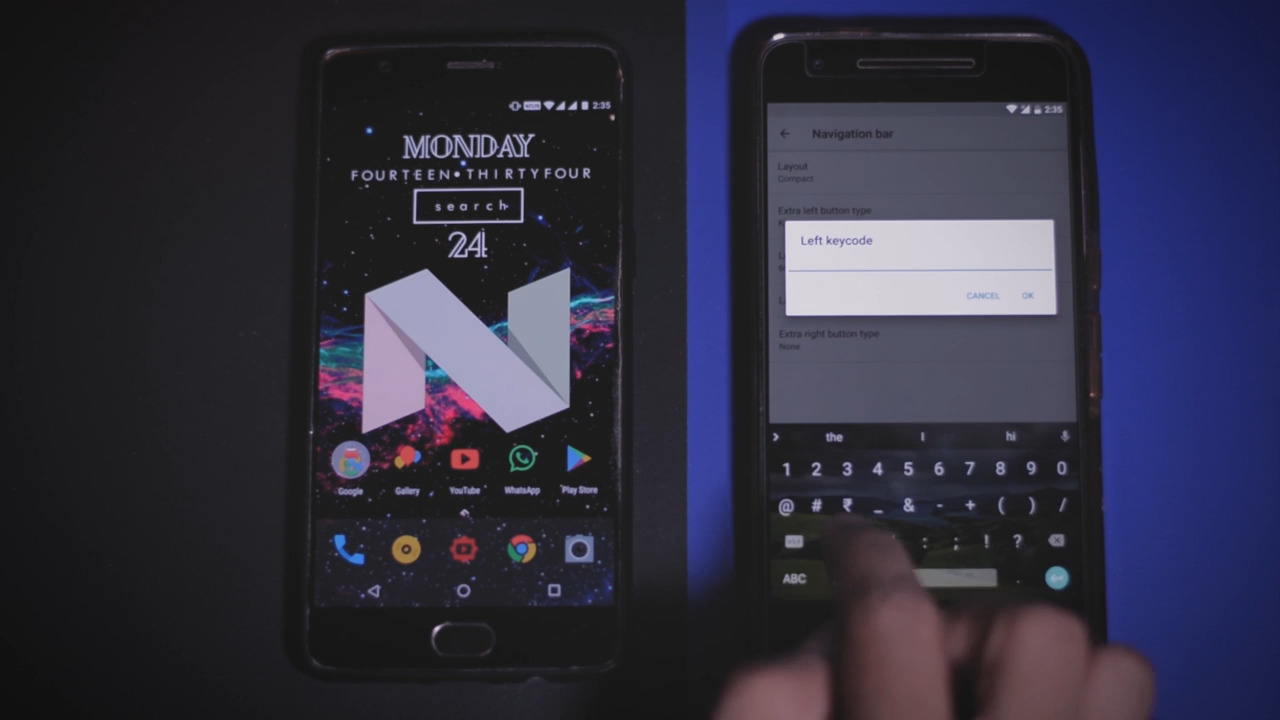 2:35
MONDAY
FOURTEEN•THIRTYFOUR
search
24
Google Gallery YouTube WhatsApp Play Store
2:35
Navigation bar
Layout
Compact
Extra left button type
Left keycode
CANCEL OK
Extra right button type
None
the I hi
1 2 3 4 5 6 7 8 9 0
@ # ₹ _ & - + ( ) /
: ; ! ?
ABC .